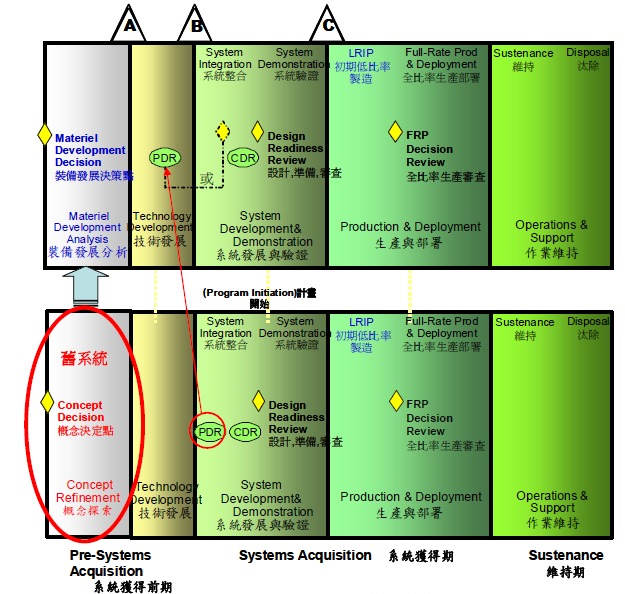 A
B
C
System
Integration
系統整合
System
Demonstration
系統驗證
LRIP
初期低比率
製造
Full-Rate Prod
& Deployment
全比率生產部署
Sustenance
維持
Disposal
汰除
Materiel
Development
Decision
裝備發展決策點
PDR
或
CDR
Design
Readiness
Review
設計,準備,審查
FRP
Decision
Review
全比率生產審查
Materiel
Development
Analysis
裝備發展分析
Technology
Development
技術發展
System
Development&
Demonstration
系統發展與驗證
Production & Deployment
生產與部署
Operations &
Support
作業維持
(Program Initiation)計畫
開始
System
Integration
系統整合
System
Demonstration
系統驗證
LRIP
初期低比率
製造
Full-Rate Prod
& Deployment
全比率生產部署
Sustenance
維持
Disposal
汰除
舊系統
Concept
Decision
概念決定點
PDR
CDR
Design
Readiness
Review
設計,準備,審查
FRP
Decision
Review
全比率生產審查
Concept
Refinement
概念探索
Technology
Development
技術發展
System
Development&
Demonstration
系統發展與驗證
Production & Deployment
生產與部署
Operations &
Support
作業維持
Pre-Systems
Acquisition
系統獲得前期
Systems Acquisition 系統獲得期
Sustenance
維持期